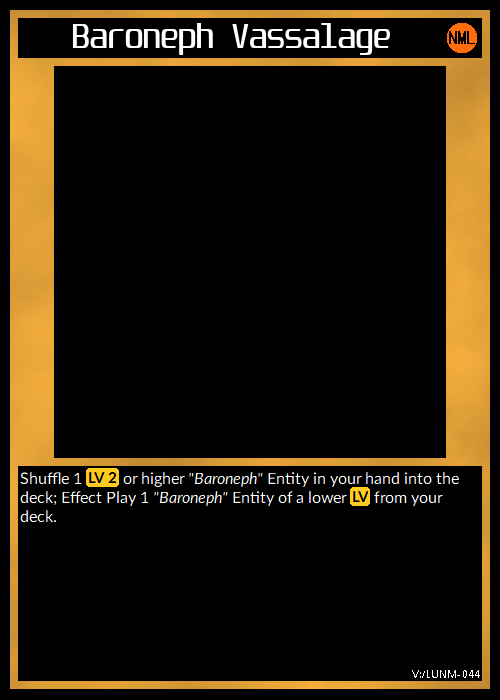 Baroneph Vassalage
NML
Shuffle 1 LV 2 or higher "Baroneph" Entity in your hand into the
deck; Effect Play 1 "Baroneph" Entity of a lower LV from your
deck.
V:/LUNM-044